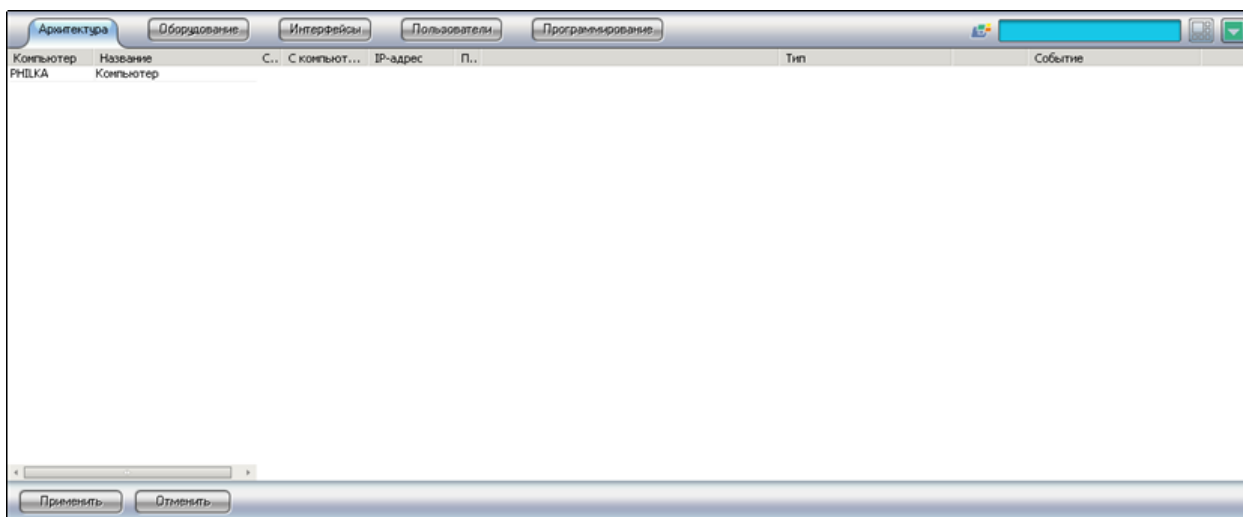 Архитектура Оборудование Интерфейсы Пользователи Программирование
Компьютер Название С.. С компьют... IP-адрес П.. Тип Событие
PHILKA Компьютер
Применить Отменить